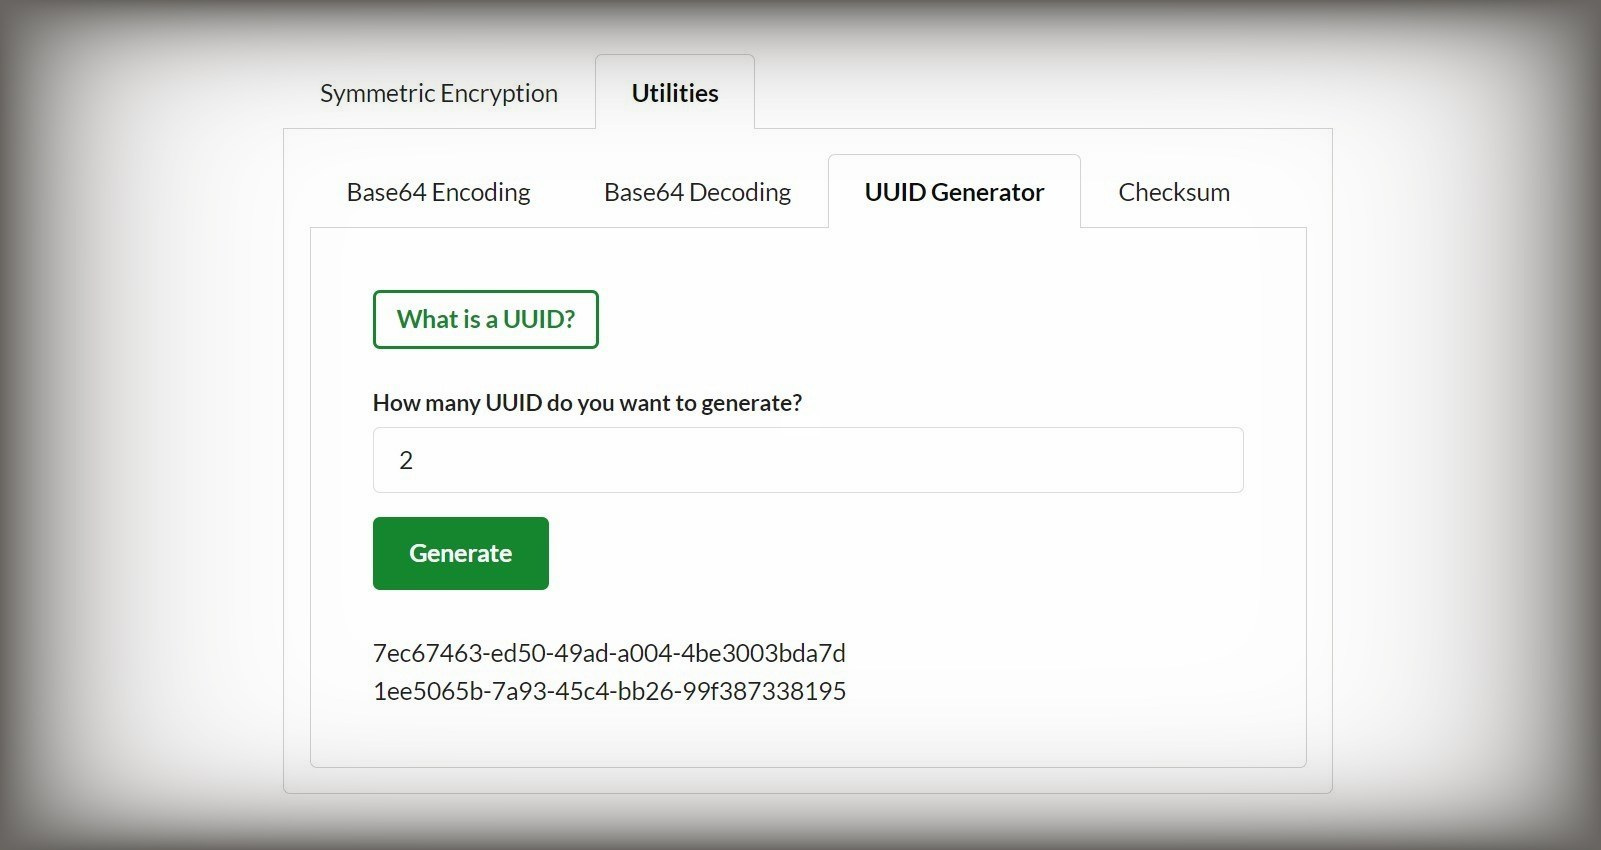 Symmetric Encryption Utilities
Base64 Encoding Base64 Decoding UUID Generator Checksum
What is a UUID?
How many UUID do you want to generate?
2
Generate
7ec67463-ed50-49ad-a004-4be3003bda7d
1ee5065b-7a93-45c4-bb26-99f387338195